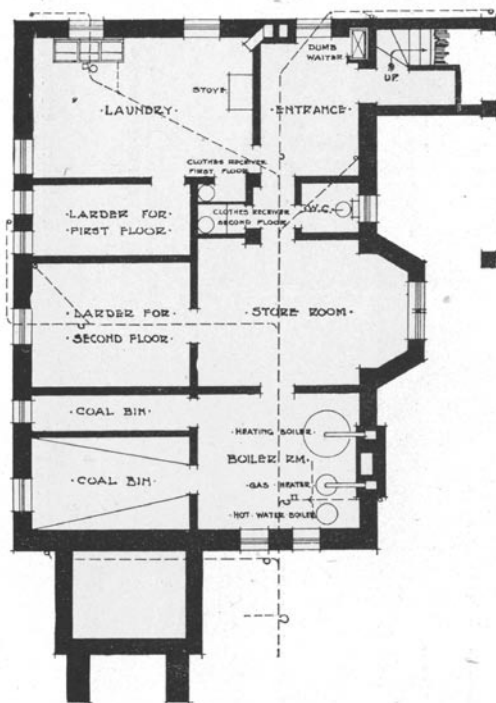 DUMB
WAITER
UP.
STOVE
·LAUNDRY·
·ENTRANCE·
CLOTHES RECEIVER
FIRST FLOOR
·LARDER FOR·
·FIRST FLOOR·
·CLOTHES RECEIVER
SECOND FLOOR·
·W.C.·
·LARDER FOR·
·SECOND FLOOR·
·STORE ROOM·
·COAL BIN·
·HEATING BOILER·
BOILER RM.
·COAL BIN·
·GAS HEATER
HOT WATER BOILER